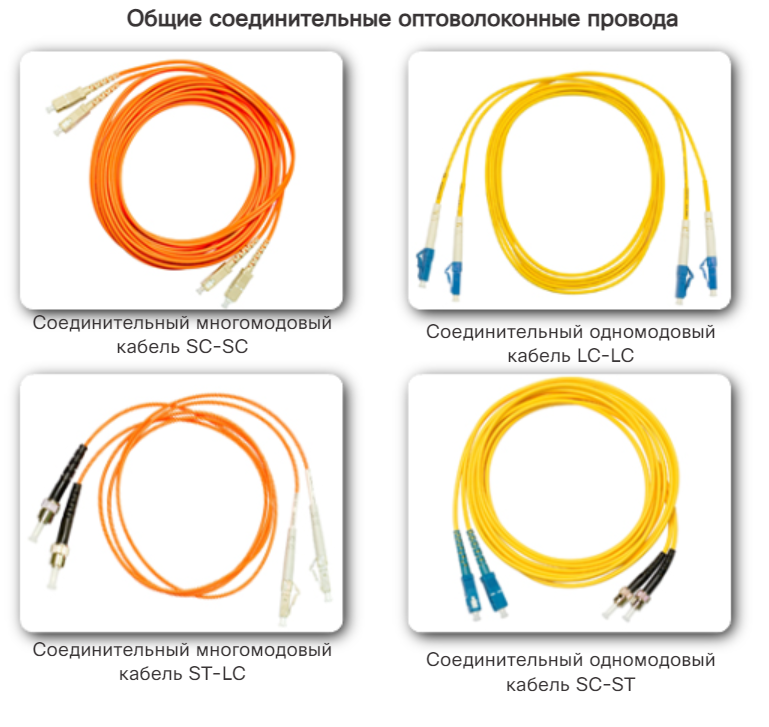 Общие соединительные оптоволоконные провода
Соединительный многомодовый
кабель SC-SC
Соединительный одномодовый
кабель LC-LC
Соединительный многомодовый
кабель ST-LC
Соединительный одномодовый
кабель SC-ST